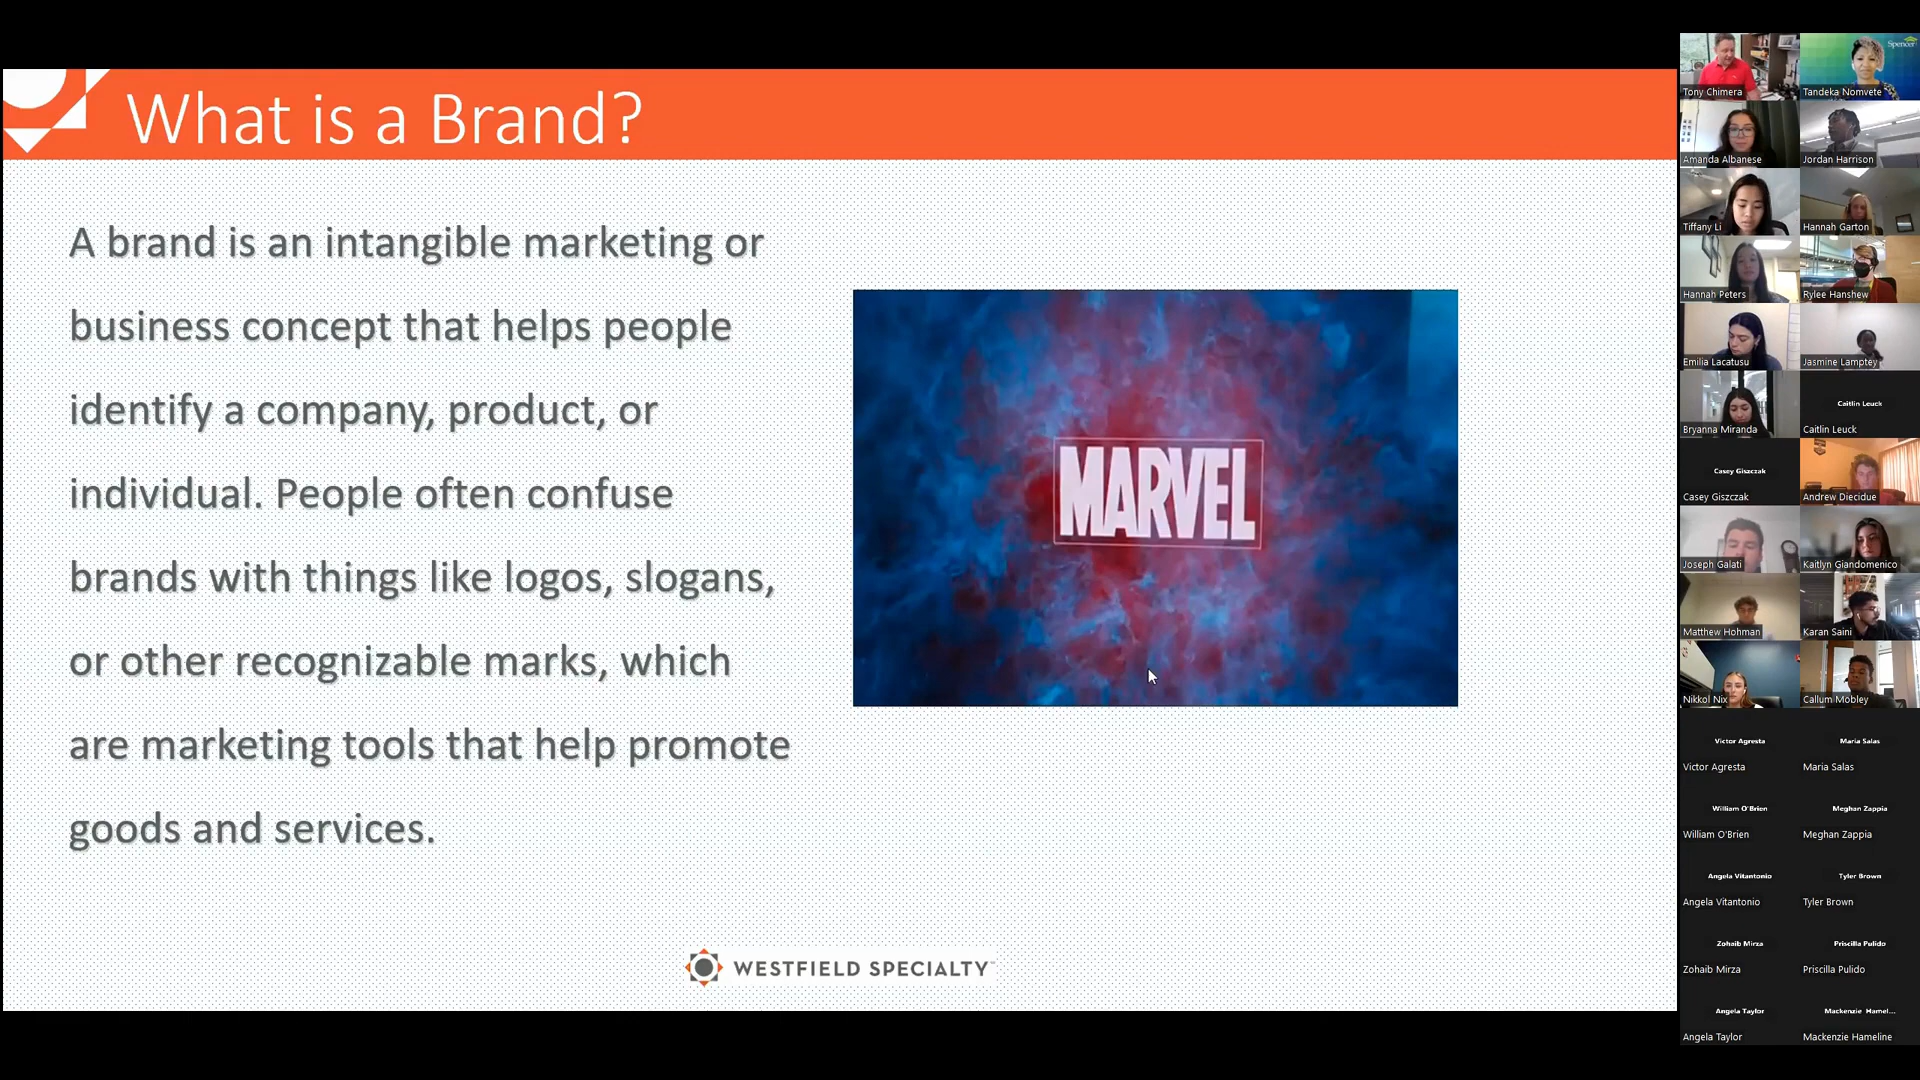 What is a Brand?
A brand is an intangible marketing or
business concept that helps people
identify a company, product, or
individual. People often confuse
brands with things like logos, slogans,
or other recognizable marks, which
are marketing tools that help promote
goods and services.
MARVEL
WESTFIELD SPECIALTY
Spencer
Tony Chimera
Tandeka Nomvete
Amanda Albanese
Jordan Harrison
Tiffany Li
Hannah Garton
Hannah Peters
Rylee Hanshew
Emilia Lacatusu
Jasmine Lamptey
Bryanna Miranda
Caitlin Leuck
Caitlin Leuck
Casey Giszczak
Casey Giszczak
Andrew Diecidue
Joseph Galati
Kaitlyn Giandomenico
Matthew Hohman
Karan Saini
Nikkol Nix
Callum Mobley
Victor Agresta
Victor Agresta
Maria Salas
Maria Salas
William O'Brien
William O'Brien
Meghan Zappia
Meghan Zappia
Angela Vitantonio
Angela Vitantonio
Tyler Brown
Tyler Brown
Zohaib Mirza
Zohaib Mirza
Priscilla Pulido
Priscilla Pulido
Angela Taylor
Angela Taylor
Mackenzie Hamel...
Mackenzie Hameline